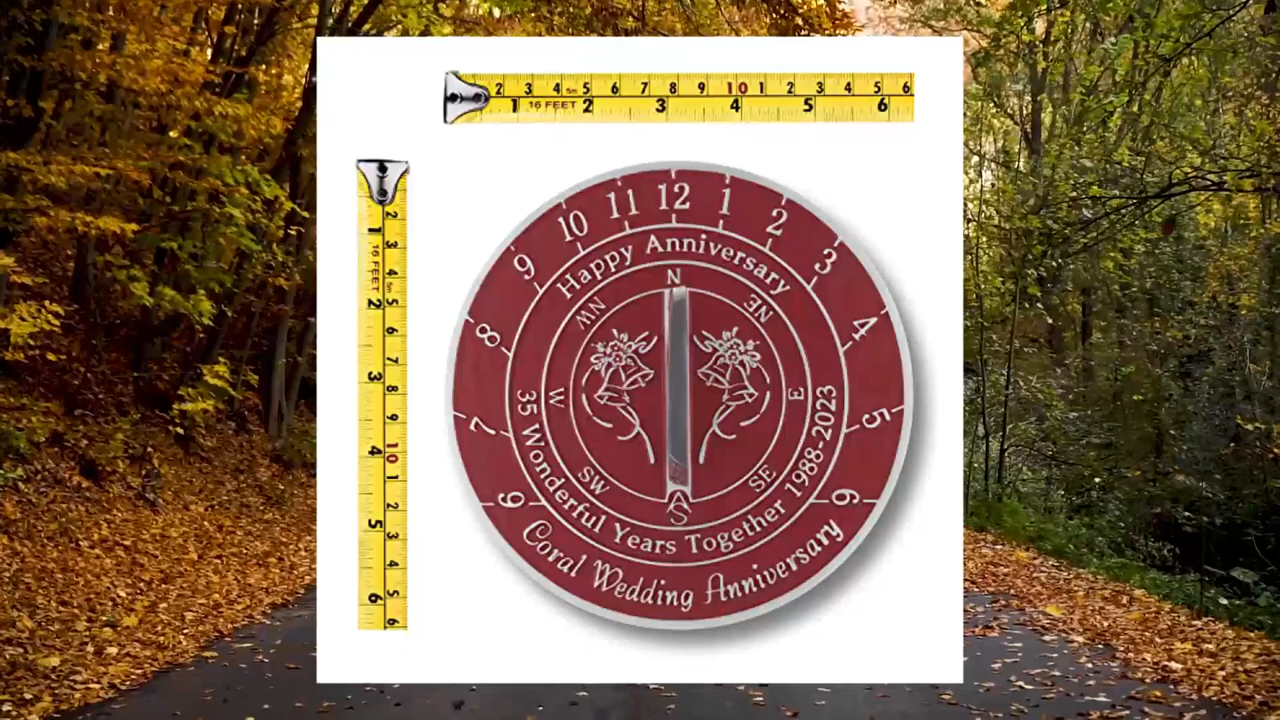 2 3 4 5m 5 6 7 8 9 10 1 2 3 4 5 6
1 16 FEET 2 3 4 5 6
2 3 4 5m 5 6 7 8 9 10 1 2 3 4 5 6
1 16 FEET 2 3 4 5 6
6 7 8 9 10 11 12 1 2 3 4 5 6
Happy Anniversary
N
NW NE
W E
SW SE
S
35 Wonderful Years Together 1988-2023
Coral Wedding Anniversary